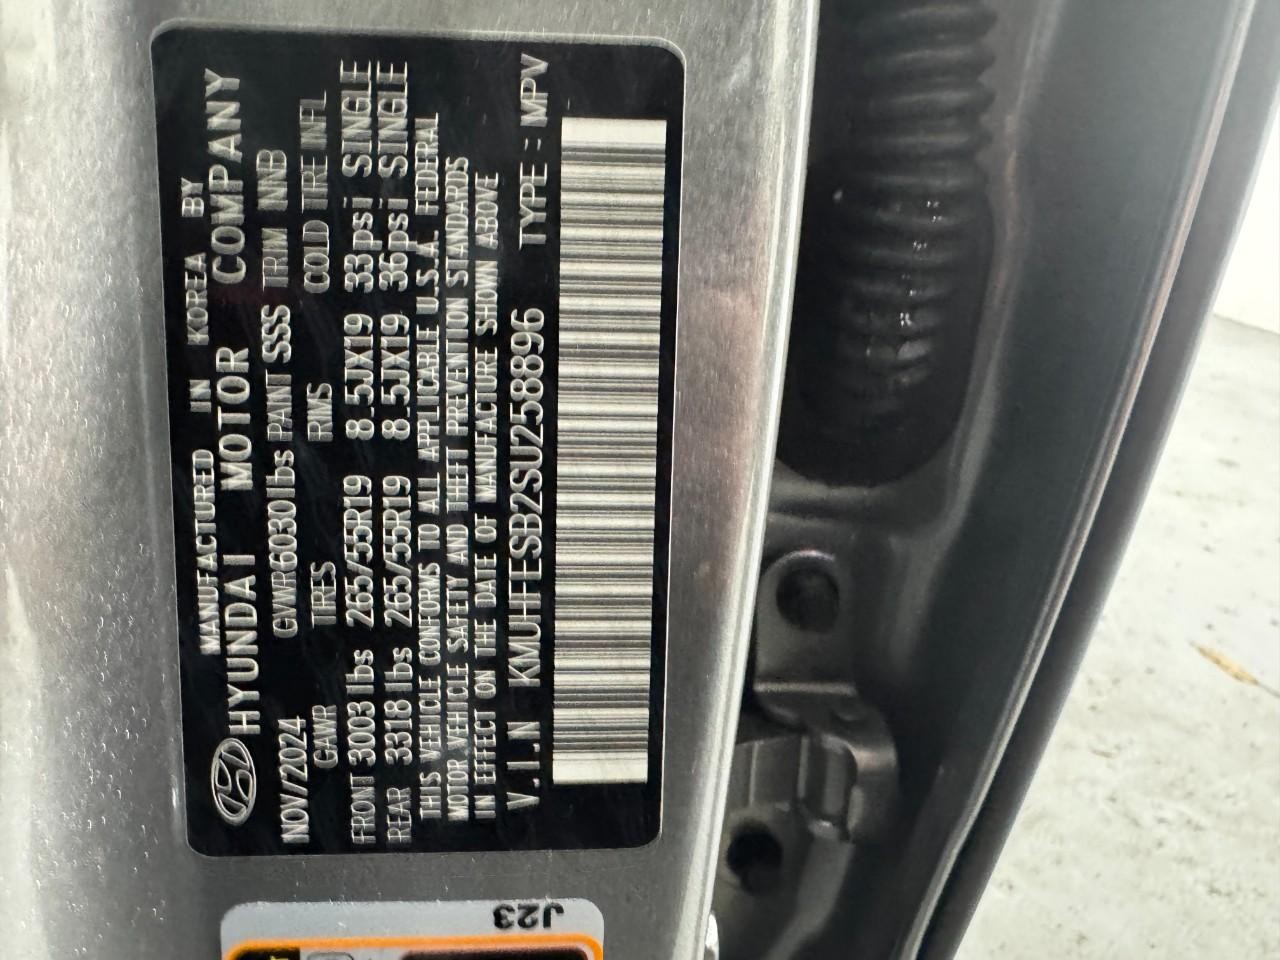 MANUFACTURED IN KOREA BY
HYUNDAI MOTOR COMPANY
NOV/2024 GVWR6030lbs PAINT SSS TRIM NNB
GAWR TIRES RIMS COLD TIRE INFL
FRONT 3003 lbs 265/55R19 8.5JX19 33psi SINGLE
REAR 3318 lbs 265/55R19 8.5JX19 36psi SINGLE
THIS VEHICLE CONFORMS TO ALL APPLICABLE U.S.A. FEDERAL
MOTOR VEHICLE SAFETY AND THEFT PREVENTION STANDARDS
IN EFFECT ON THE DATE OF MANUFACTURE SHOWN ABOVE
V.I.N KMUHFESB2SU258896 TYPE : MPV
J23